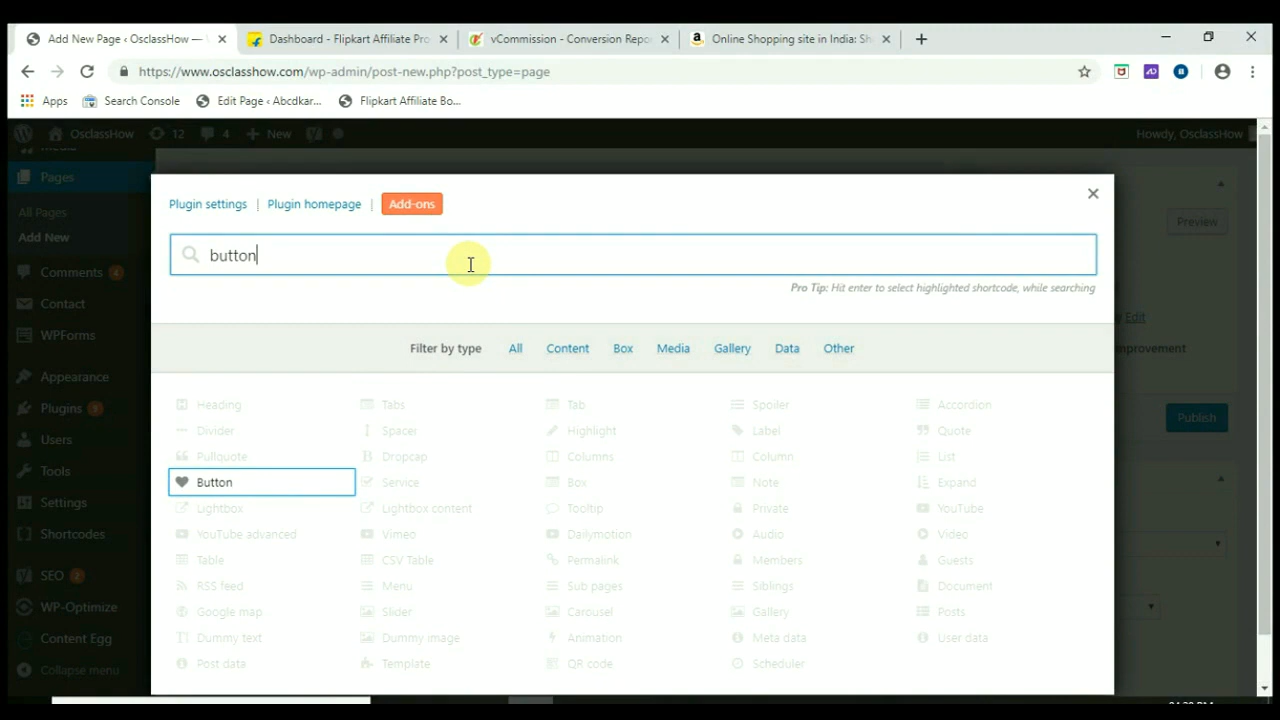 Add New Page ‹ OsclassHow —
Dashboard - Flipkart Affiliate Pro
vCommission - Conversion Repo
Online Shopping site in India: Sh
https://www.osclasshow.com/wp-admin/post-new.php?post_type=page
Apps
Search Console
Edit Page ‹ Abcdkar...
Flipkart Affiliate Bo...
OsclassHow
12
4
New
Howdy, OsclassHow
Media
Pages
All Pages
Add New
Comments 4
Contact
WPForms
Appearance
Plugins 9
Users
Tools
Settings
Shortcodes
SEO 2
WP-Optimize
Content Egg
Collapse menu
Plugin settings | Plugin homepage | Add-ons
button
Pro Tip: Hit enter to select highlighted shortcode, while searching
Filter by type All Content Box Media Gallery Data Other
Heading Tabs Tab Spoiler Accordion
Divider Spacer Highlight Label Quote
Pullquote Dropcap Columns Column List
Button Service Box Note Expand
Lightbox Lightbox content Tooltip Private YouTube
YouTube advanced Vimeo Dailymotion Audio Video
Table CSV Table Permalink Members Guests
RSS feed Menu Sub pages Siblings Document
Google map Slider Carousel Gallery Posts
Dummy text Dummy image Animation Meta data User data
Post data Template QR code Scheduler
Preview
Edit
mprovement
Publish